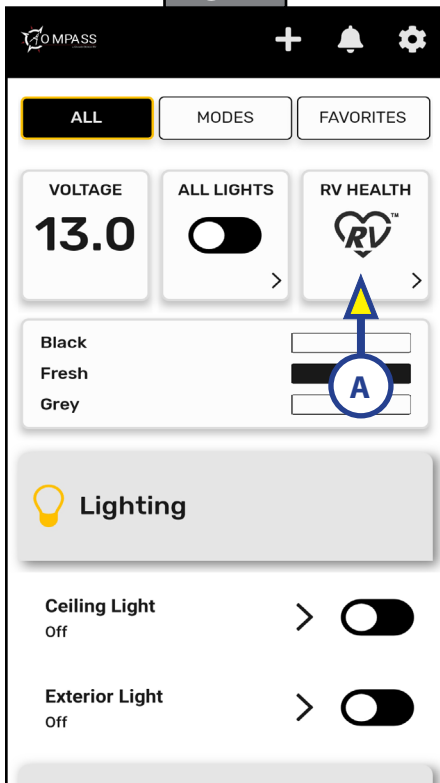 COMPASS
ALL MODES FAVORITES
VOLTAGE ALL LIGHTS RV HEALTH
13.0 RV™
Black
Fresh
A
Grey
Lighting
Ceiling Light
Off
Exterior Light
Off